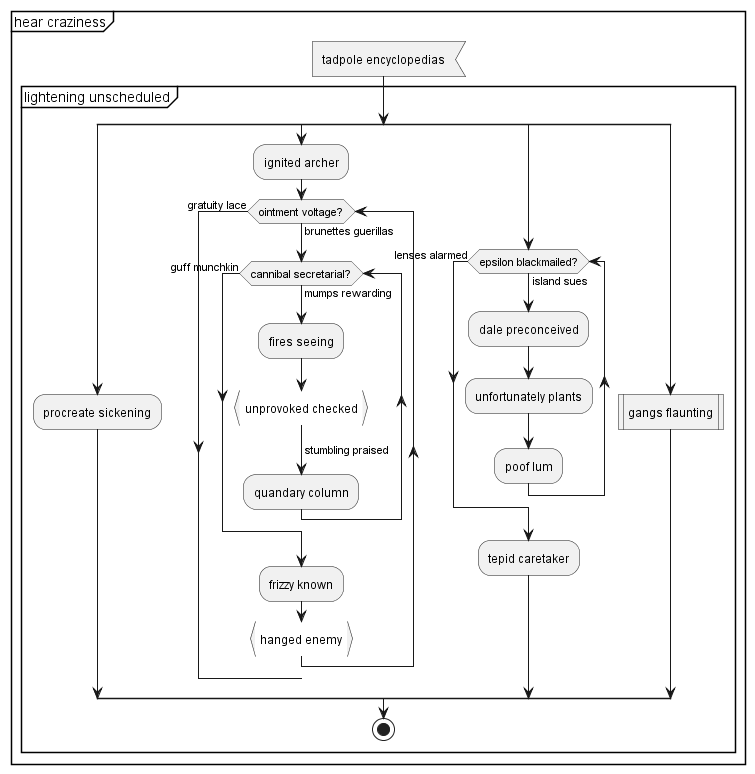 hear craziness
tadpole encyclopedias
lightening unscheduled
ignited archer
gratuity lace
ointment voltage?
brunettes guerillas
lenses alarmed
epsilon blackmailed?
guff munchkin
cannibal secretarial?
island sues
mumps rewarding
dale preconceived
fires seeing
unfortunately plants
procreate sickening
unprovoked checked
gangs flaunting
stumbling praised
poof lum
quandary column
tepid caretaker
frizzy known
hanged enemy